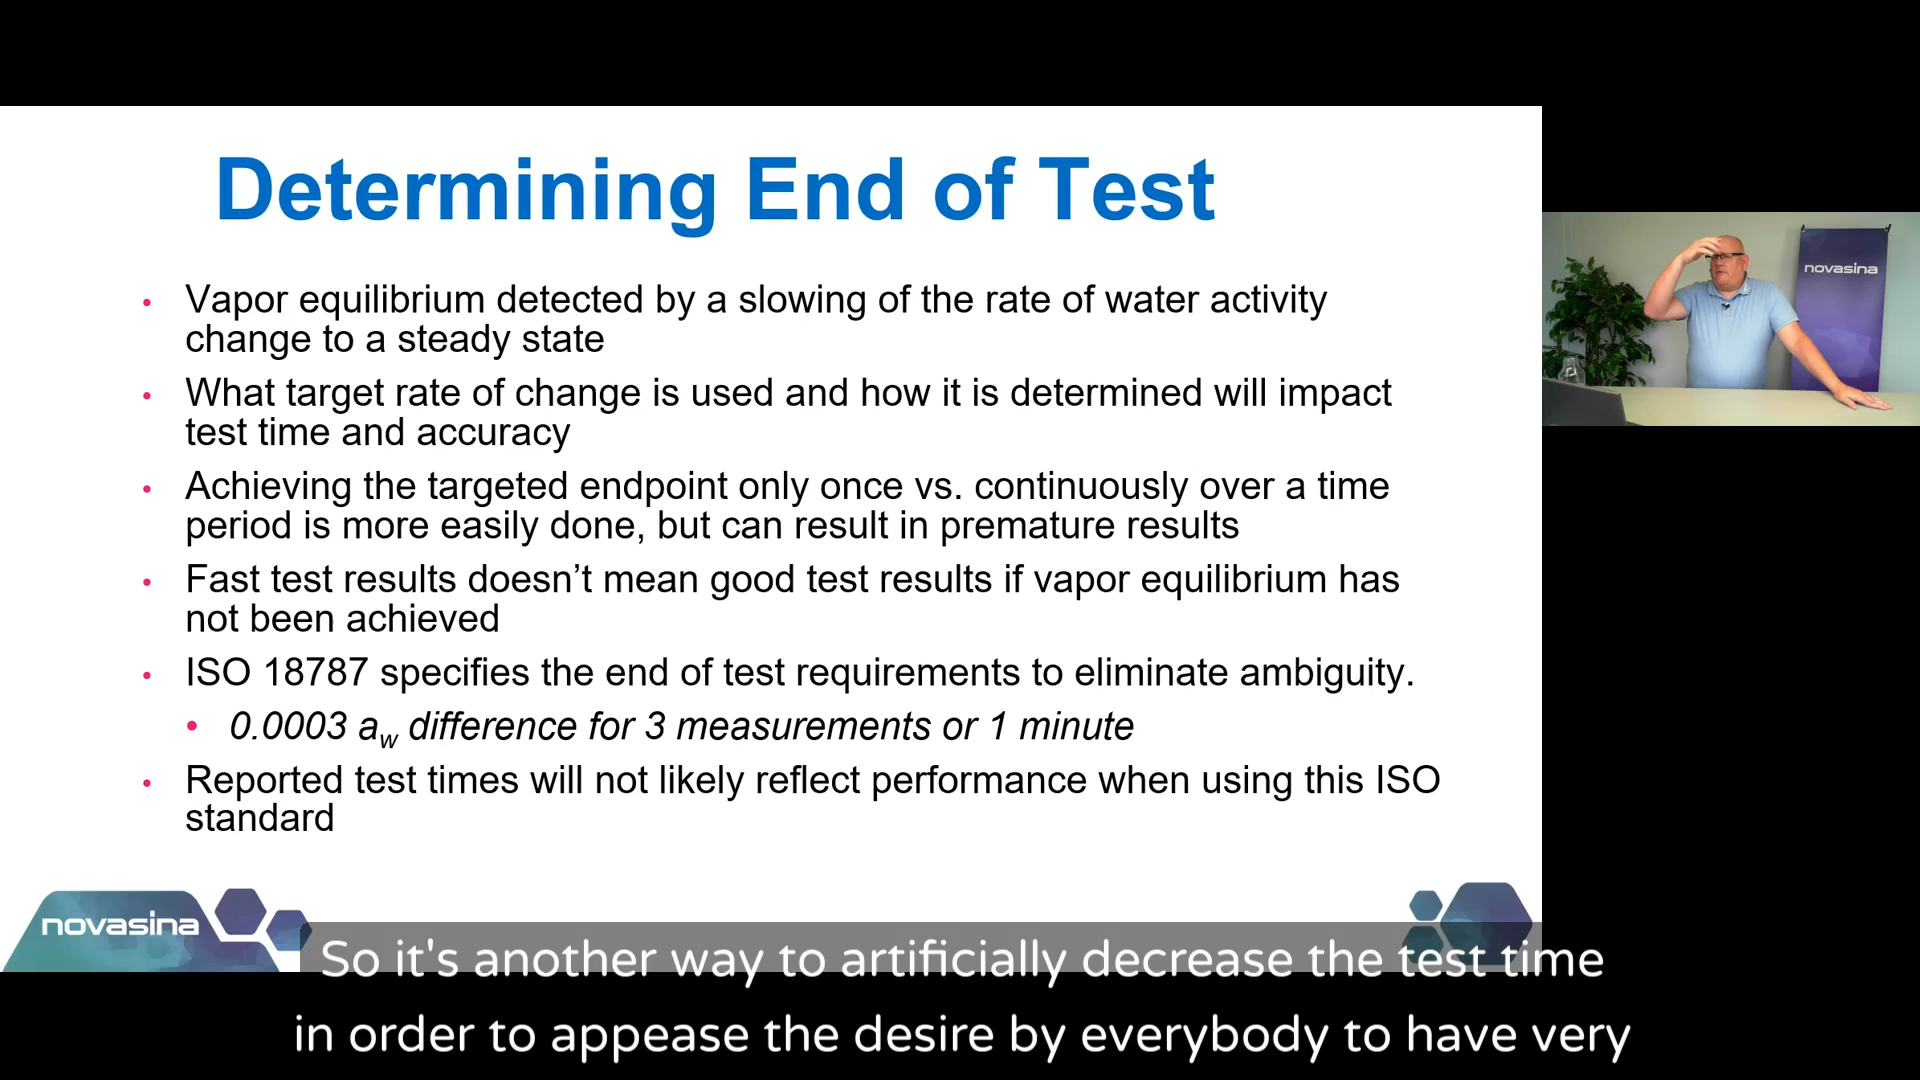 Determining End of Test
• Vapor equilibrium detected by a slowing of the rate of water activity
change to a steady state
• What target rate of change is used and how it is determined will impact
test time and accuracy
• Achieving the targeted endpoint only once vs. continuously over a time
period is more easily done, but can result in premature results
• Fast test results doesn’t mean good test results if vapor equilibrium has
not been achieved
• ISO 18787 specifies the end of test requirements to eliminate ambiguity.
• 0.0003 aw difference for 3 measurements or 1 minute
• Reported test times will not likely reflect performance when using this ISO
standard
novasina
novasina
So it's another way to artificially decrease the test time
in order to appease the desire by everybody to have very